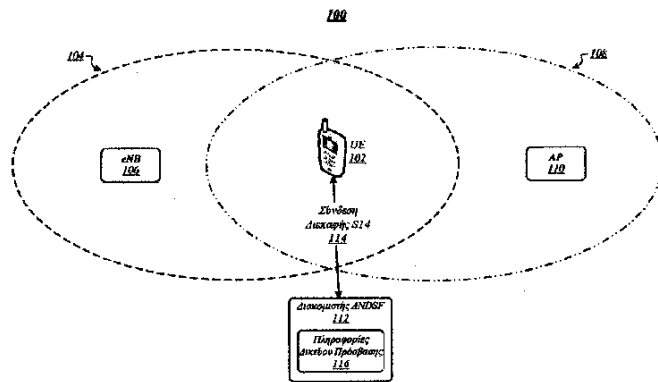 100
104
108
eNB
106
UE
102
AP
110
Σύνδεση
Διεπαφής S14
114
Διακομιστής ANDSF
112
Πληροφορίες
Δικτύου Πρόσβασης
116